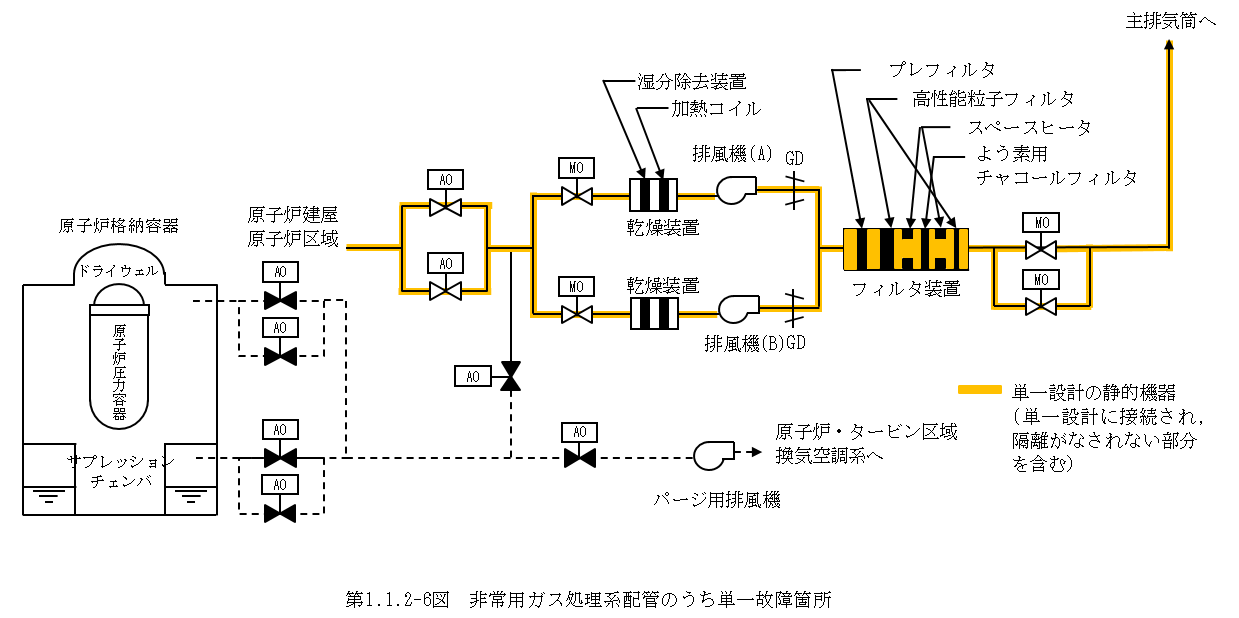 主排気筒へ
プレフィルタ
湿分除去装置
高性能粒子フィルタ
加熱コイル
スペースヒータ
よう素用
チャコールフィルタ
排風機(A)
GD
MO
AO
原子炉建屋
原子炉区域
原子炉格納容器
乾燥装置
MO
ドライウェル
AO
AO
MO
乾燥装置
フィルタ装置
MO
AO
原子炉圧力容器
排風機(B)
GD
AO
単一設計の静的機器
(単一設計に接続され,
隔離がなされない部分
を含む)
AO
AO
原子炉・タービン区域
換気空調系へ
サプレッション
チェンバ
AO
パージ用排風機
第1.1.2-6図 非常用ガス処理系配管のうち単一故障箇所